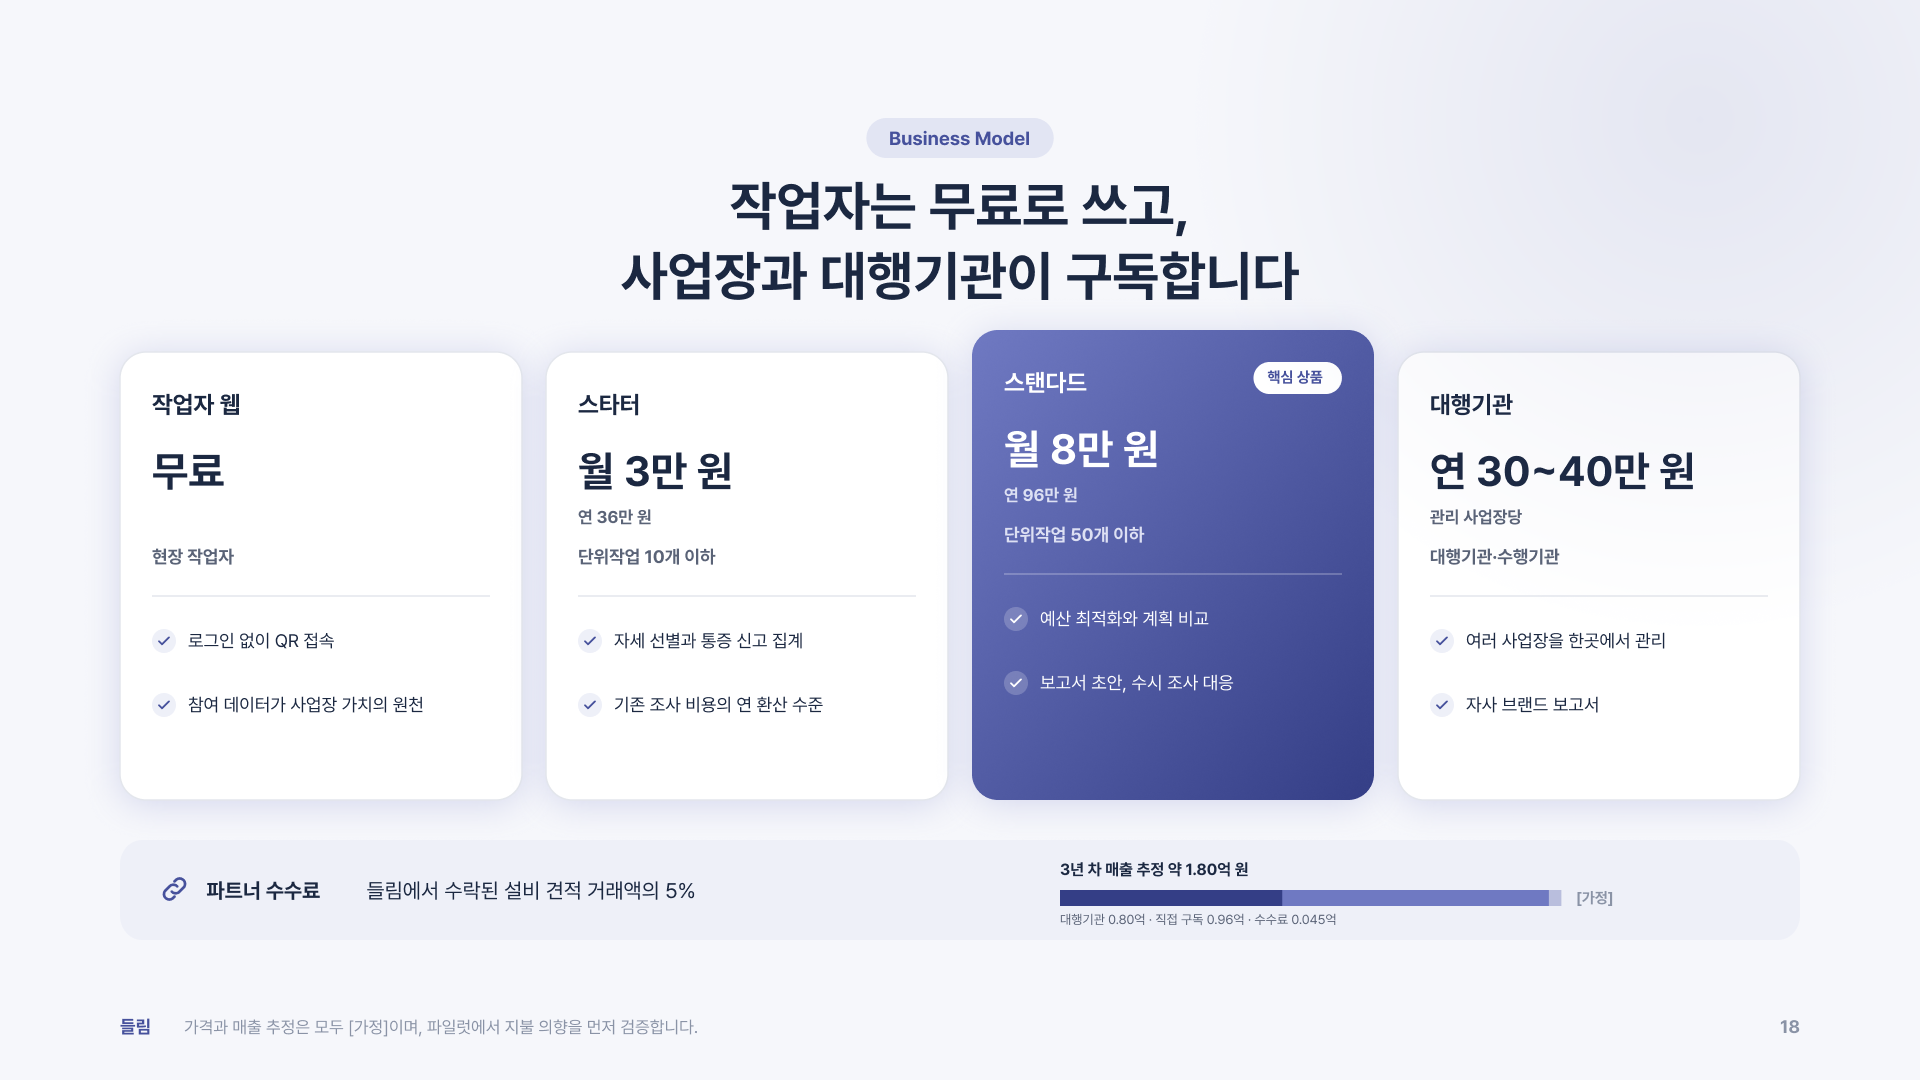 Business Model
작업자는 무료로 쓰고,
사업장과 대행기관이 구독합니다
작업자 웹
무료
현장 작업자
로그인 없이 QR 접속
참여 데이터가 사업장 가치의 원천
스타터
월 3만 원
연 36만 원
단위작업 10개 이하
자세 선별과 통증 신고 집계
기존 조사 비용의 연 환산 수준
스탠다드
핵심 상품
월 8만 원
연 96만 원
단위작업 50개 이하
예산 최적화와 계획 비교
보고서 초안, 수시 조사 대응
대행기관
연 30~40만 원
관리 사업장당
대행기관·수행기관
여러 사업장을 한곳에서 관리
자사 브랜드 보고서
파트너 수수료
들림에서 수락된 설비 견적 거래액의 5%
3년 차 매출 추정 약 1.80억 원
[가정]
대행기관 0.80억 · 직접 구독 0.96억 · 수수료 0.045억
들림
가격과 매출 추정은 모두 [가정]이며, 파일럿에서 지불 의향을 먼저 검증합니다.
18